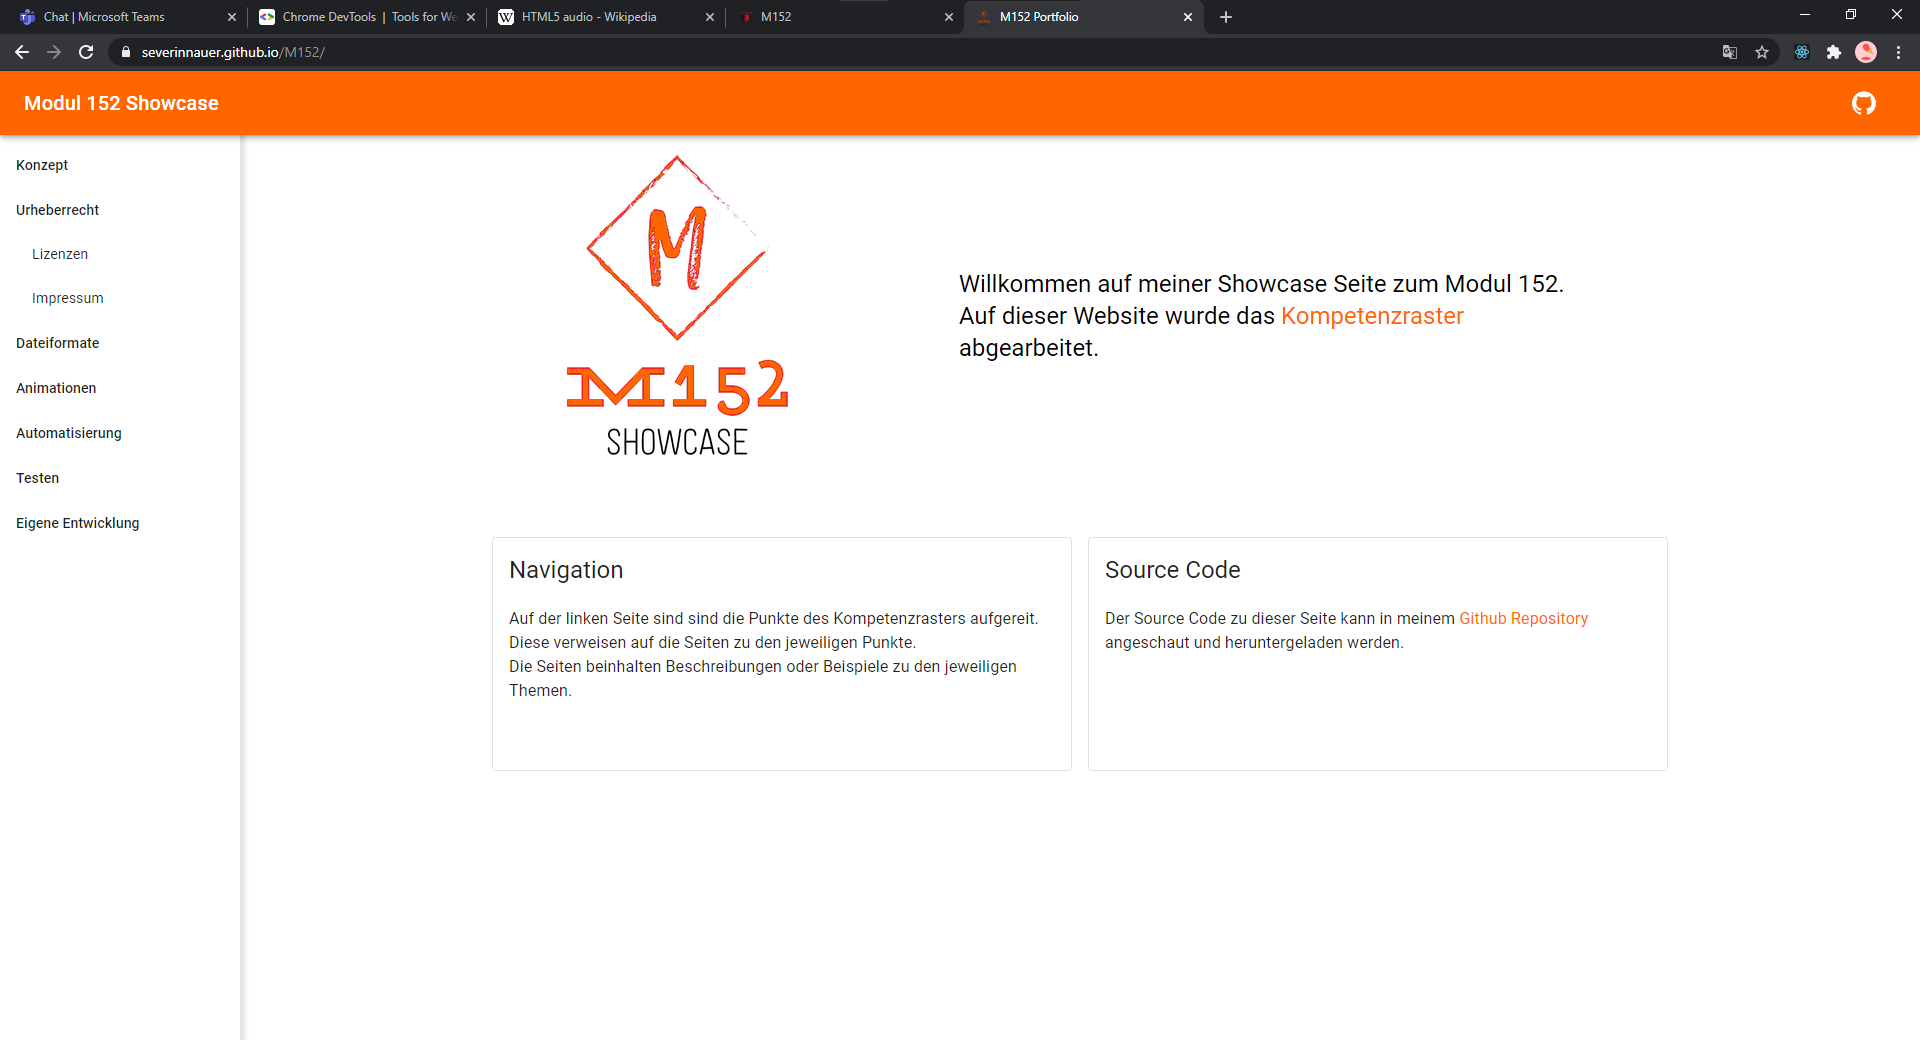 Chat | Microsoft Teams
Chrome DevTools | Tools for We
HTML5 audio - Wikipedia
M152
M152 Portfolio
severinnauer.github.io/M152/
Modul 152 Showcase
Konzept
Urheberrecht
Lizenzen
Impressum
Dateiformate
Animationen
Automatisierung
Testen
Eigene Entwicklung
M
M152
SHOWCASE
Willkommen auf meiner Showcase Seite zum Modul 152.
Auf dieser Website wurde das Kompetenzraster
abgearbeitet.
Navigation
Auf der linken Seite sind sind die Punkte des Kompetenzrasters aufgereit.
Diese verweisen auf die Seiten zu den jeweiligen Punkte.
Die Seiten beinhalten Beschreibungen oder Beispiele zu den jeweiligen
Themen.
Source Code
Der Source Code zu dieser Seite kann in meinem Github Repository
angeschaut und heruntergeladen werden.